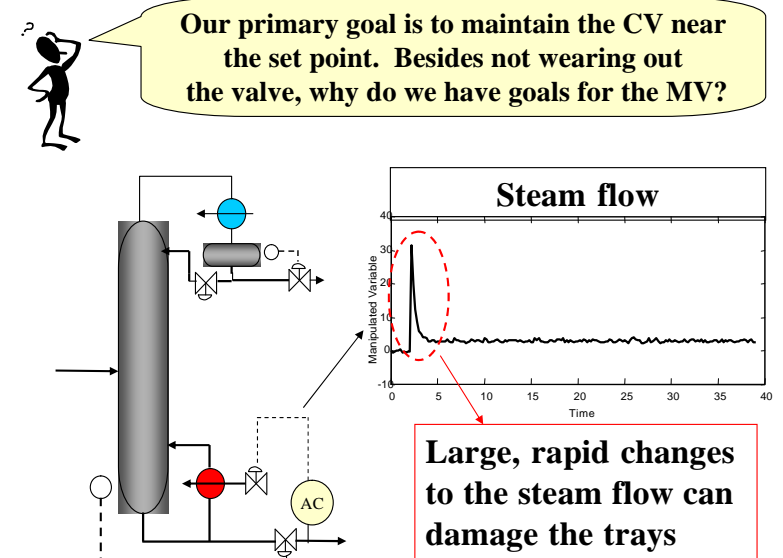 ?
Our primary goal is to maintain the CV near
the set point. Besides not wearing out
the valve, why do we have goals for the MV?
Steam flow
40
30
20
10
0
-10
Manipulated Variable
0 5 10 15 20 25 30 35 40
Time
AC
Large, rapid changes
to the steam flow can
damage the trays